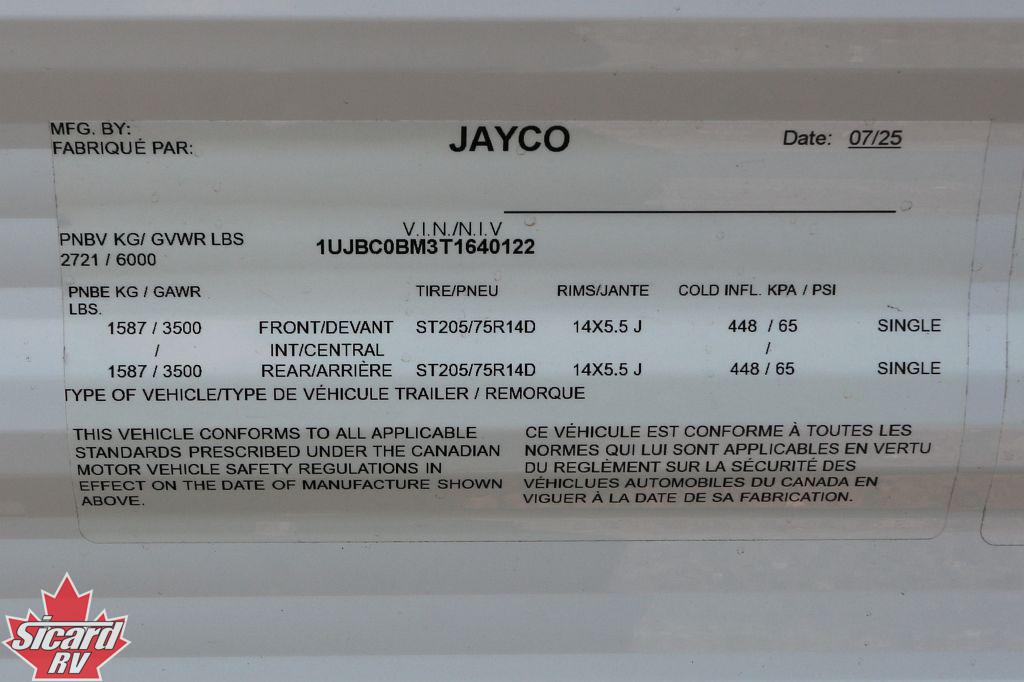 MFG. BY:
FABRIQUÉ PAR:
JAYCO
Date: 07/25
PNBV KG/ GVWR LBS
2721 / 6000
V.I.N./N.I.V
1UJBC0BM3T1640122
PNBE KG / GAWR LBS.
TIRE/PNEU RIMS/JANTE COLD INFL. KPA / PSI
1587 / 3500 FRONT/DEVANT ST205/75R14D 14X5.5 J 448 / 65 SINGLE
/ INT/CENTRAL /
1587 / 3500 REAR/ARRIÈRE ST205/75R14D 14X5.5 J 448 / 65 SINGLE
TYPE OF VEHICLE/TYPE DE VÉHICULE TRAILER / REMORQUE
THIS VEHICLE CONFORMS TO ALL APPLICABLE
STANDARDS PRESCRIBED UNDER THE CANADIAN
MOTOR VEHICLE SAFETY REGULATIONS IN
EFFECT ON THE DATE OF MANUFACTURE SHOWN
ABOVE.
CE VÉHICULE EST CONFORME À TOUTES LES
NORMES QUI LUI SONT APPLICABLES EN VERTU
DU REGLÈMENT SUR LA SÉCURITÉ DES
VÉHICLUES AUTOMOBILES DU CANADA EN
VIGUER À LA DATE DE SA FABRICATION.
Sicard
RV